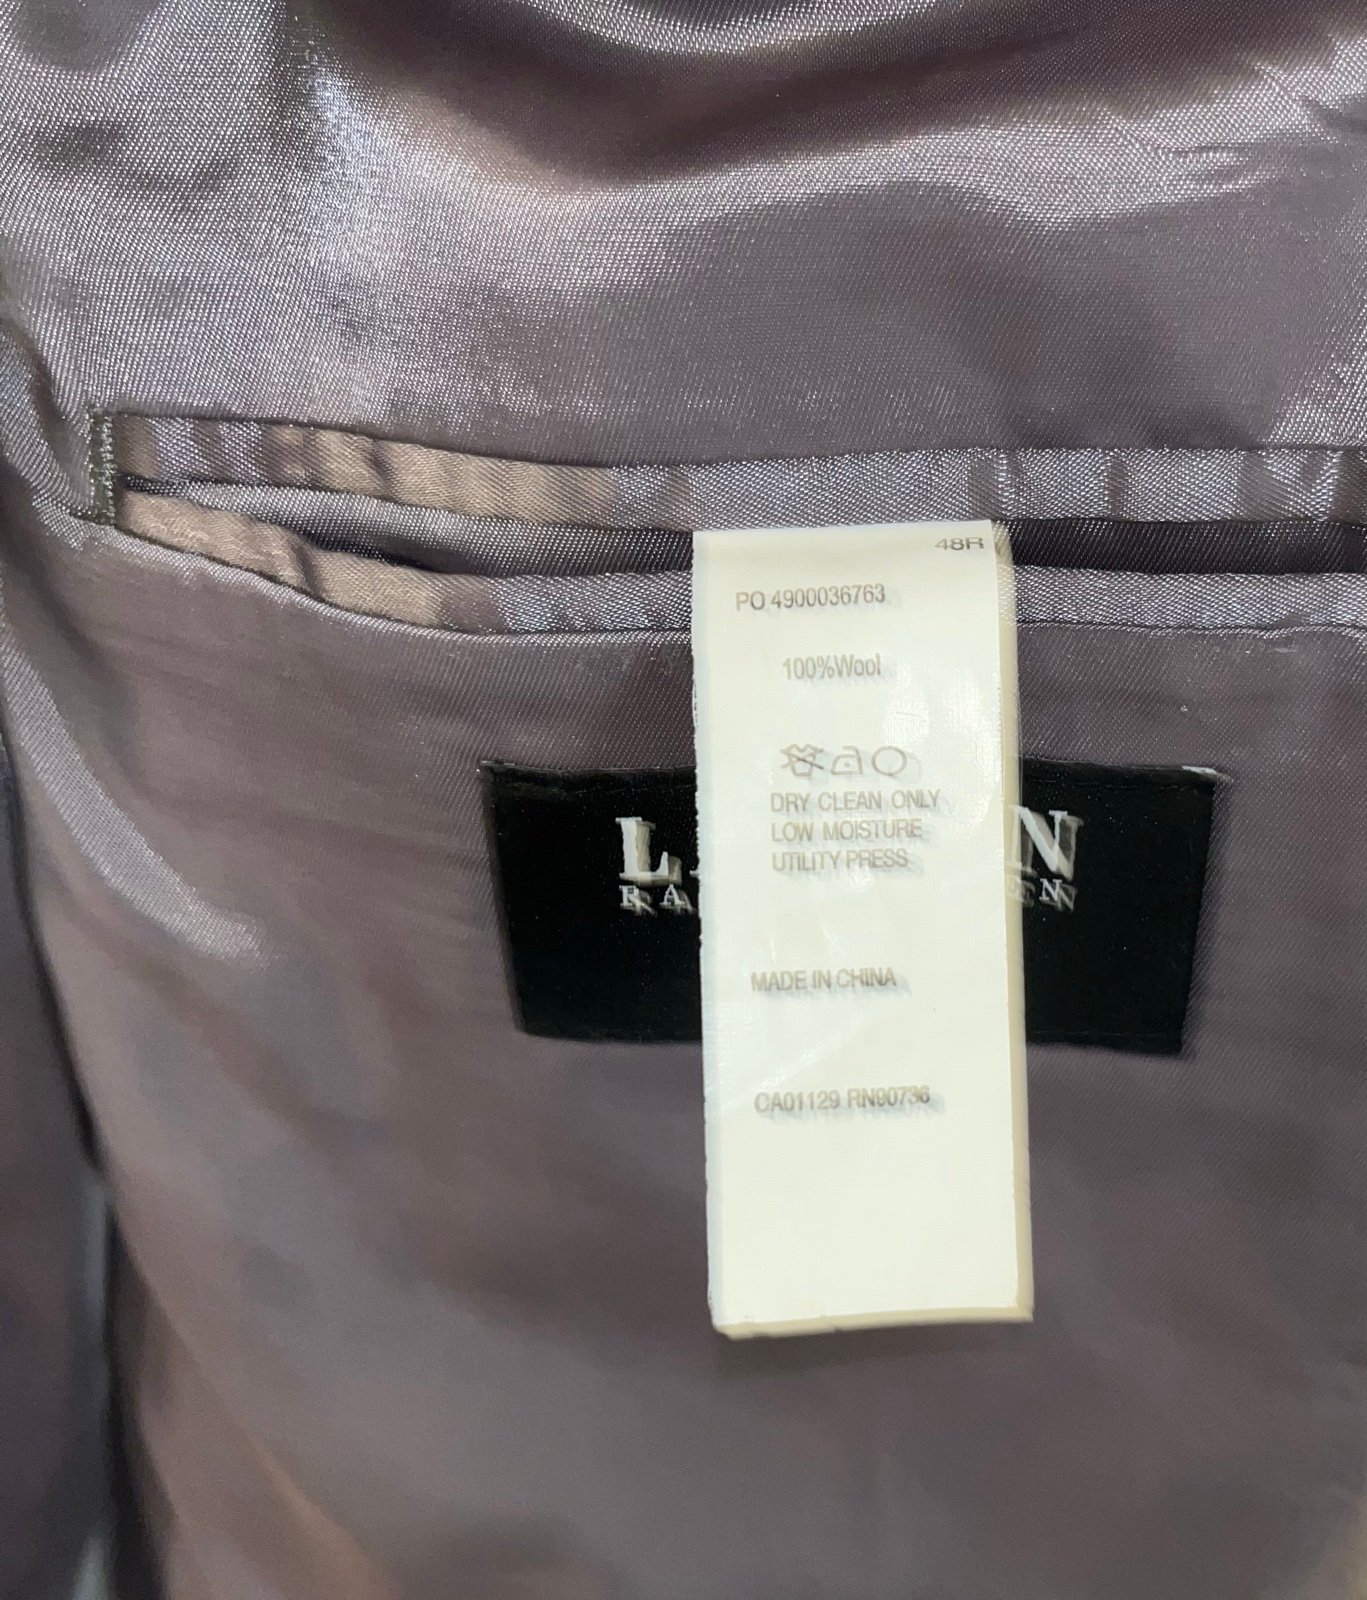 48R
PO 4900036763
100%Wool
DRY CLEAN ONLY
LOW MOISTURE
UTILITY PRESS
MADE IN CHINA
CA01129 RN90736